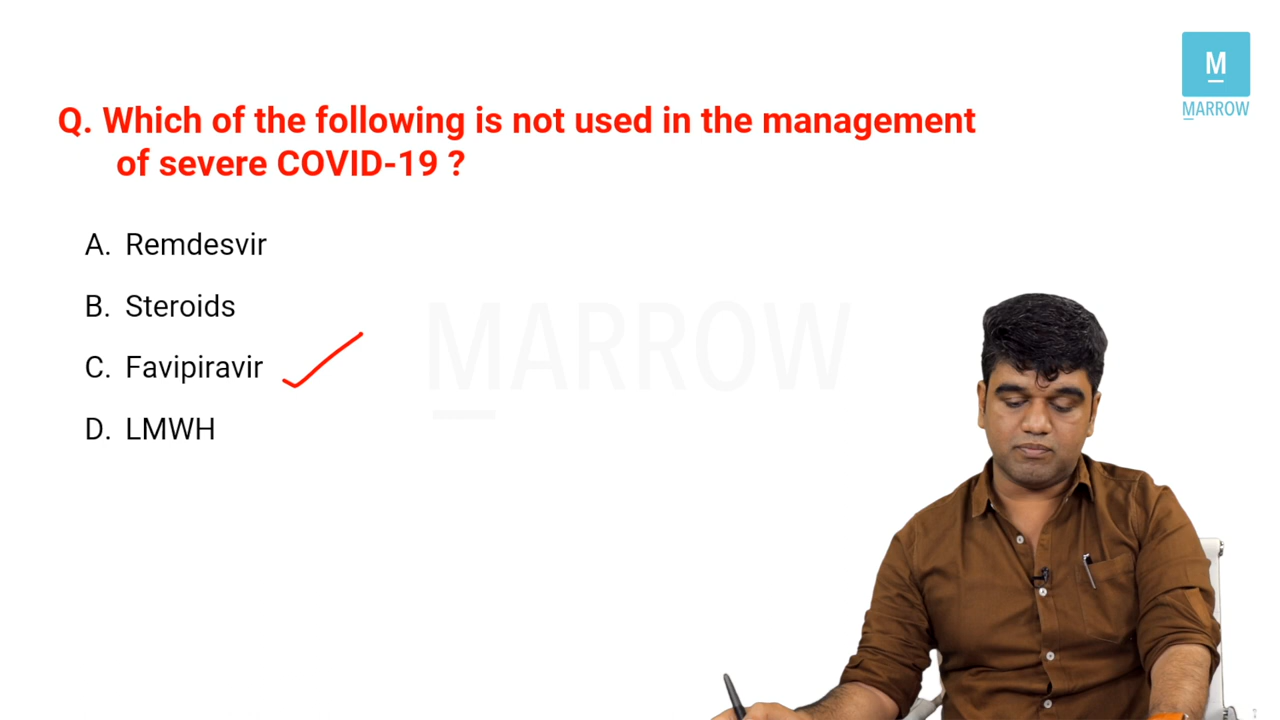 M
MARROW
Q. Which of the following is not used in the management
of severe COVID-19 ?
A. Remdesvir
B. Steroids
C. Favipiravir
D. LMWH
MARROW